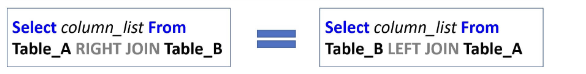 Select column_list From
Table_A RIGHT JOIN Table_B
Select column_list From
Table_B LEFT JOIN Table_A